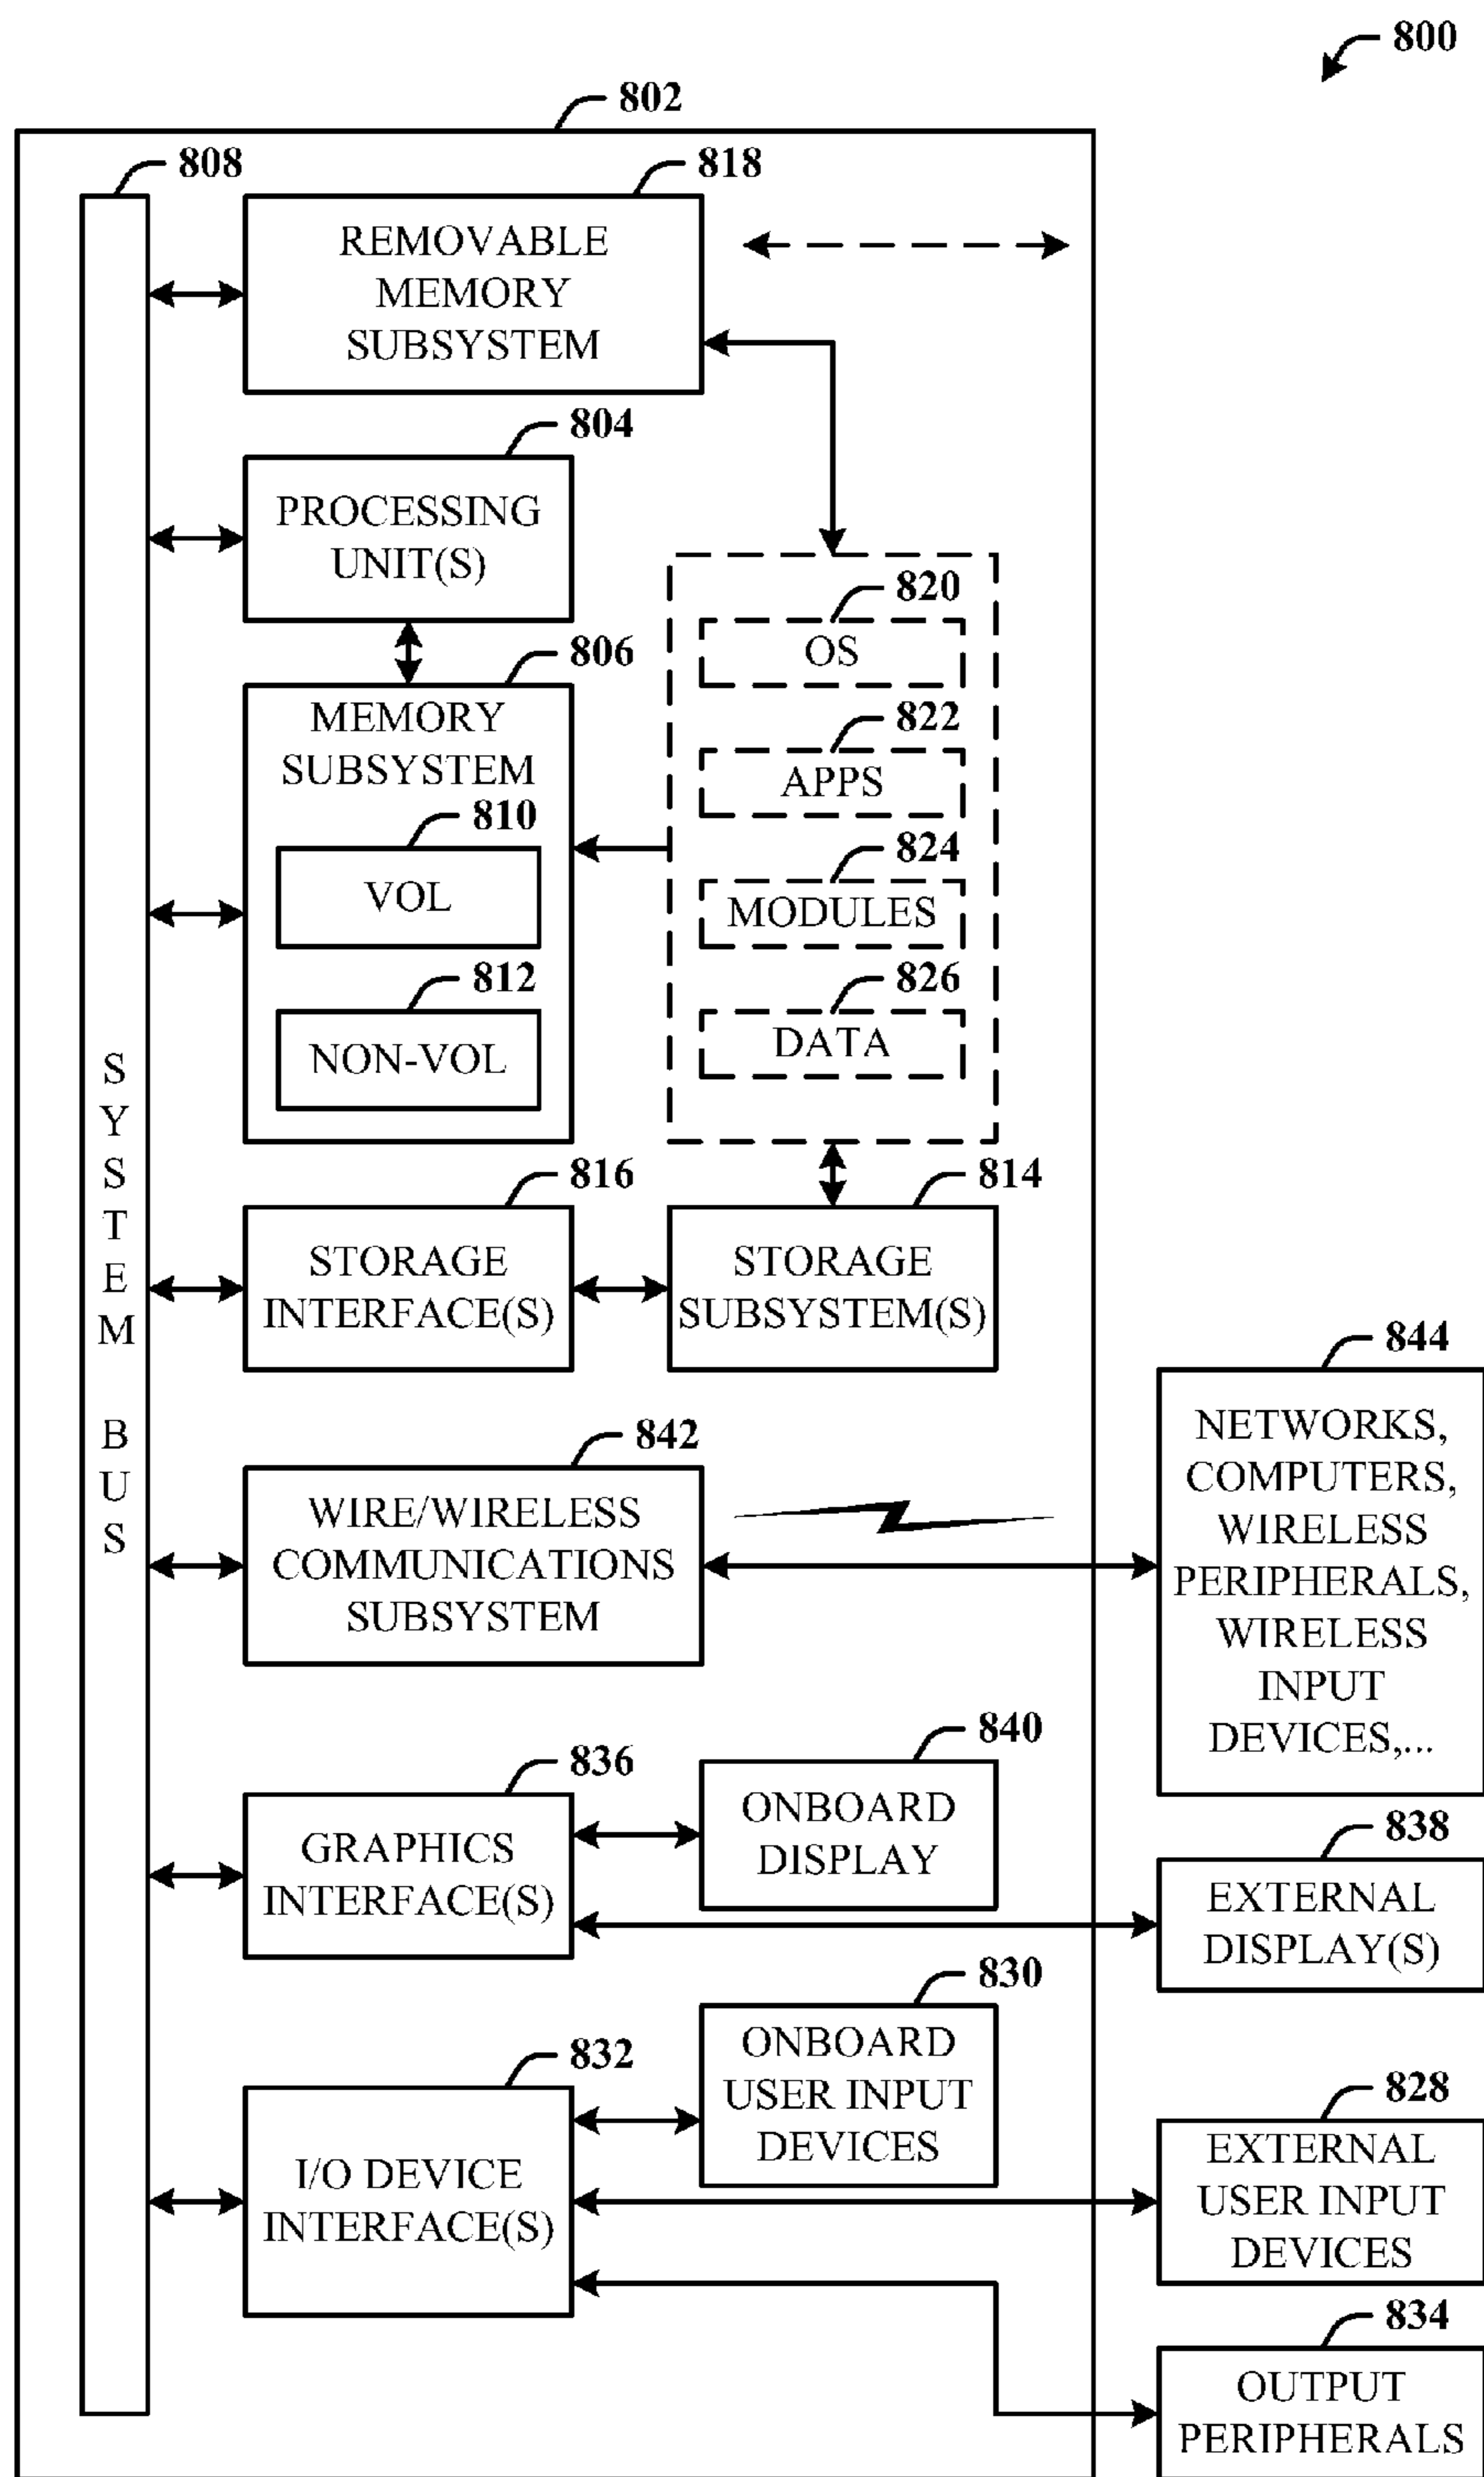 800
802
808
818
REMOVABLE
MEMORY
SUBSYSTEM
804
PROCESSING
UNIT(S)
806
MEMORY
SUBSYSTEM
810
VOL
812
NON-VOL
820
OS
822
APPS
824
MODULES
826
DATA
SYSTEM BUS
816
STORAGE
INTERFACE(S)
814
STORAGE
SUBSYSTEM(S)
842
WIRE/WIRELESS
COMMUNICATIONS
SUBSYSTEM
844
NETWORKS,
COMPUTERS,
WIRELESS
PERIPHERALS,
WIRELESS
INPUT
DEVICES,...
836
GRAPHICS
INTERFACE(S)
840
ONBOARD
DISPLAY
838
EXTERNAL
DISPLAY(S)
832
I/O DEVICE
INTERFACE(S)
830
ONBOARD
USER INPUT
DEVICES
828
EXTERNAL
USER INPUT
DEVICES
834
OUTPUT
PERIPHERALS